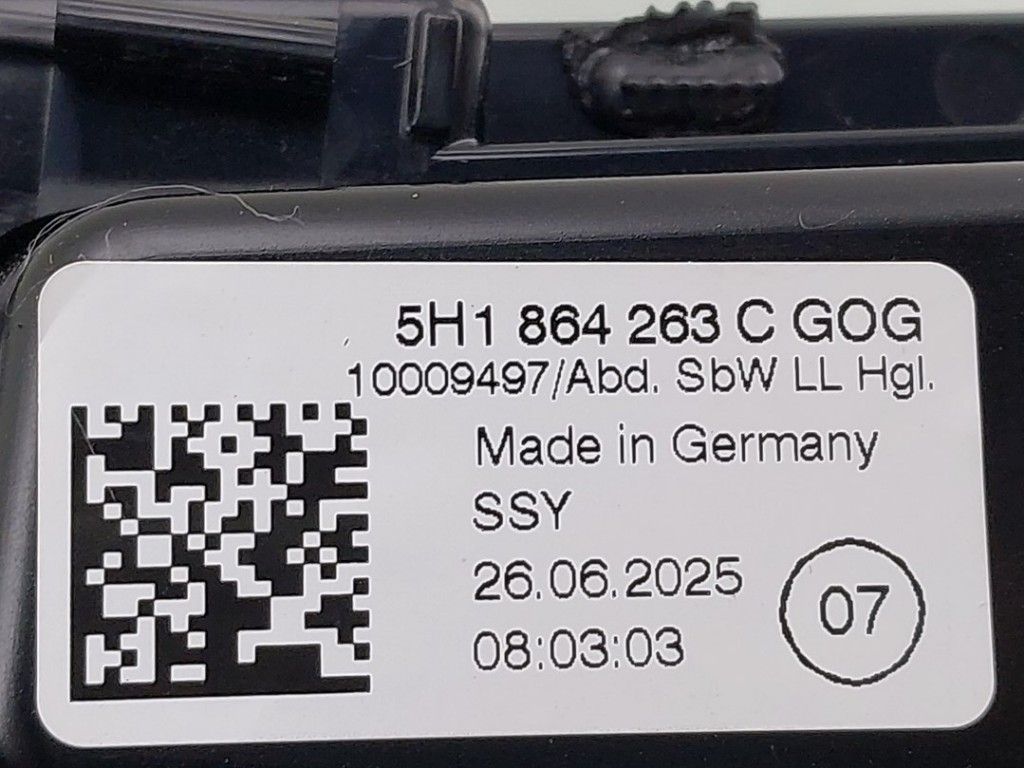 5H1 864 263 C GOG
10009497/Abd. SbW LL Hgl.
Made in Germany
SSY
26.06.2025
07
08:03:03